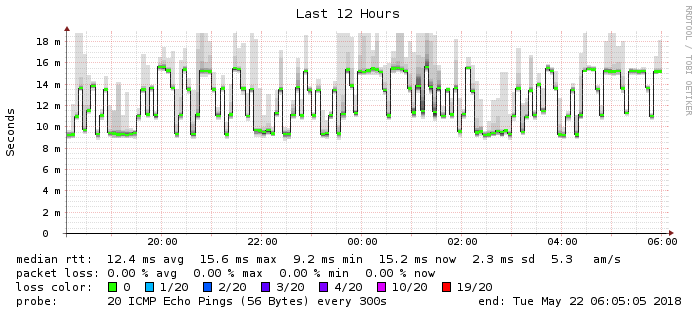 Last 12 Hours
RRDTOOL / TOBI OETIKER
Seconds
18 m
16 m
14 m
12 m
10 m
8 m
6 m
4 m
2 m
0
20:00 22:00 00:00 02:00 04:00 06:00
median rtt: 12.4 ms avg 15.6 ms max 9.2 ms min 15.2 ms now 2.3 ms sd 5.3 am/s
packet loss: 0.00 % avg 0.00 % max 0.00 % min 0.00 % now
loss color: 0 1/20 2/20 3/20 4/20 10/20 19/20
probe: 20 ICMP Echo Pings (56 Bytes) every 300s end: Tue May 22 06:05:05 2018